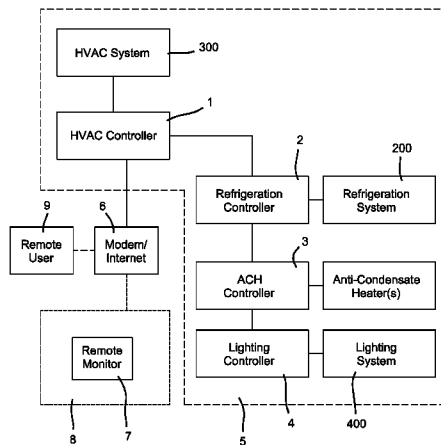 HVAC System
300
1
HVAC Controller
2
200
9
6
Refrigeration
Controller
Refrigeration
System
Remote
User
Modem/
Internet
3
ACH
Controller
Anti-Condensate
Heater(s)
Remote
Monitor
Lighting
Controller
Lighting
System
8
7
5
4
400